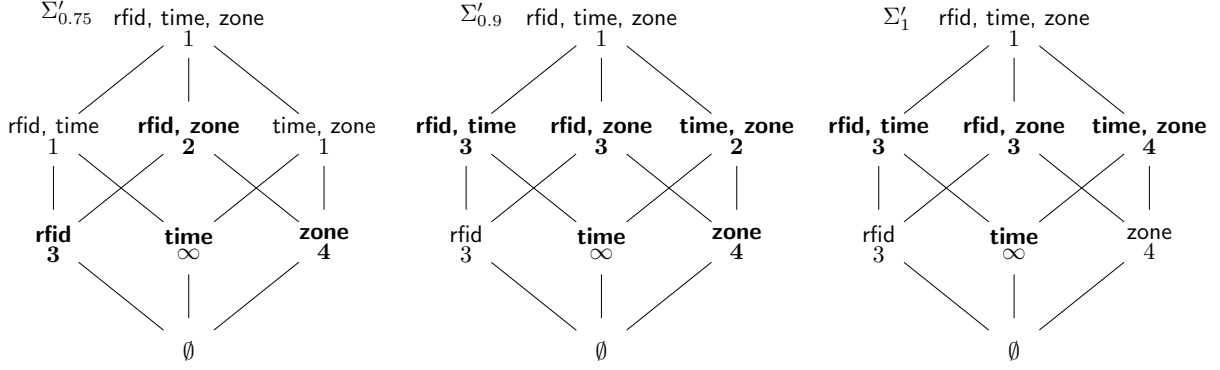 Σ′0.75 rfid, time, zone
1
rfid, time rfid, zone time, zone
1 2 1
rfid time zone
3 ∞ 4
∅
Σ′0.9 rfid, time, zone
1
rfid, time rfid, zone time, zone
3 3 2
rfid time zone
3 ∞ 4
∅
Σ′1 rfid, time, zone
1
rfid, time rfid, zone time, zone
3 3 4
rfid time zone
3 ∞ 4
∅